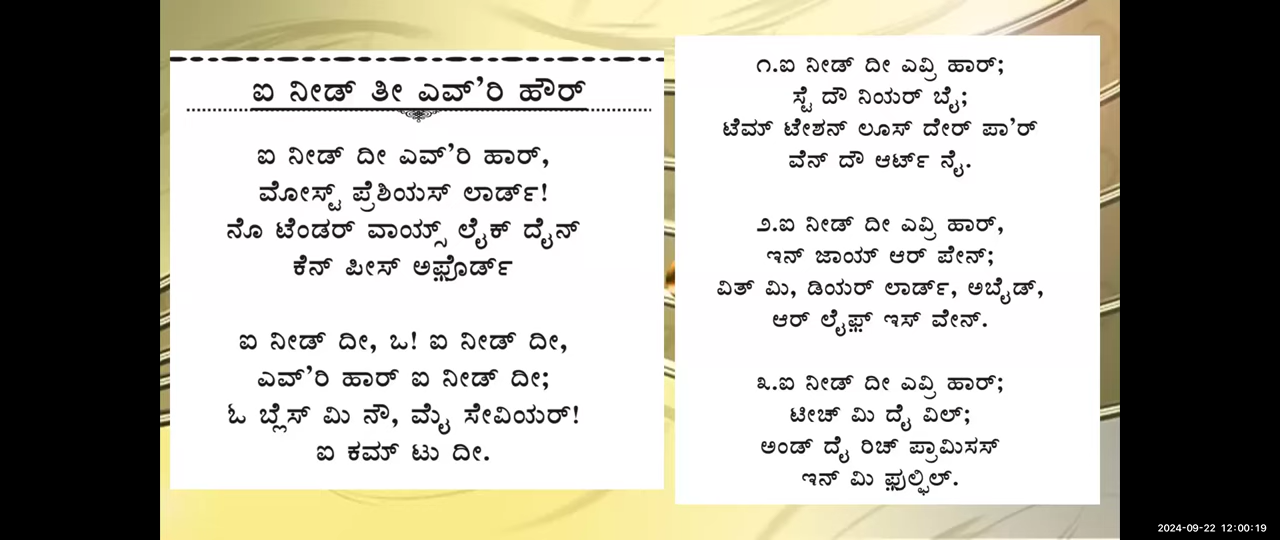 ಐ ನೀಡ್ ತೀ ಎವ್'ರಿ ಹೌರ್
ಐ ನೀಡ್ ದೀ ಎವ್'ರಿ ಹಾರ್,
ಮೋಸ್ಟ್ ಪ್ರೆಶಿಯಸ್ ಲಾರ್ಡ್!
ನೊ ಟೆಂಡರ್ ವಾಯ್ಸ್ ಲೈಕ್ ದೈನ್
ಕೆನ್ ಪೀಸ್ ಅಫ಼ೊರ್ಡ್
ಐ ನೀಡ್ ದೀ, ಒ! ಐ ನೀಡ್ ದೀ,
ಎವ್'ರಿ ಹಾರ್ ಐ ನೀಡ್ ದೀ;
ಓ ಬ್ಲೆಸ್ ಮಿ ನೌ, ಮೈ ಸೇವಿಯರ್!
ಐ ಕಮ್ ಟು ದೀ.
೧.ಐ ನೀಡ್ ದೀ ಎವ್ರಿ ಹಾರ್;
ಸ್ಟೆ ದೌ ನಿಯರ್ ಬೈ;
ಟೆಮ್ ಟೇಶನ್ ಲೂಸ್ ದೇರ್ ಪಾ'ರ್
ವೆನ್ ದೌ ಆರ್ಟ್ ನೈ.
೨.ಐ ನೀಡ್ ದೀ ಎವ್ರಿ ಹಾರ್,
ಇನ್ ಜಾಯ್ ಆರ್ ಪೇನ್;
ವಿತ್ ಮಿ, ಡಿಯರ್ ಲಾರ್ಡ್, ಅಬೈಡ್,
ಆರ್ ಲೈಫ಼್ ಇಸ್ ವೇನ್.
೩.ಐ ನೀಡ್ ದೀ ಎವ್ರಿ ಹಾರ್;
ಟೀಚ್ ಮಿ ದೈ ವಿಲ್;
ಅಂಡ್ ದೈ ರಿಚ್ ಪ್ರಾಮಿಸಸ್
ಇನ್ ಮಿ ಫ಼ುಲ್ಫಿಲ್.
2024-09-22 12:00:19